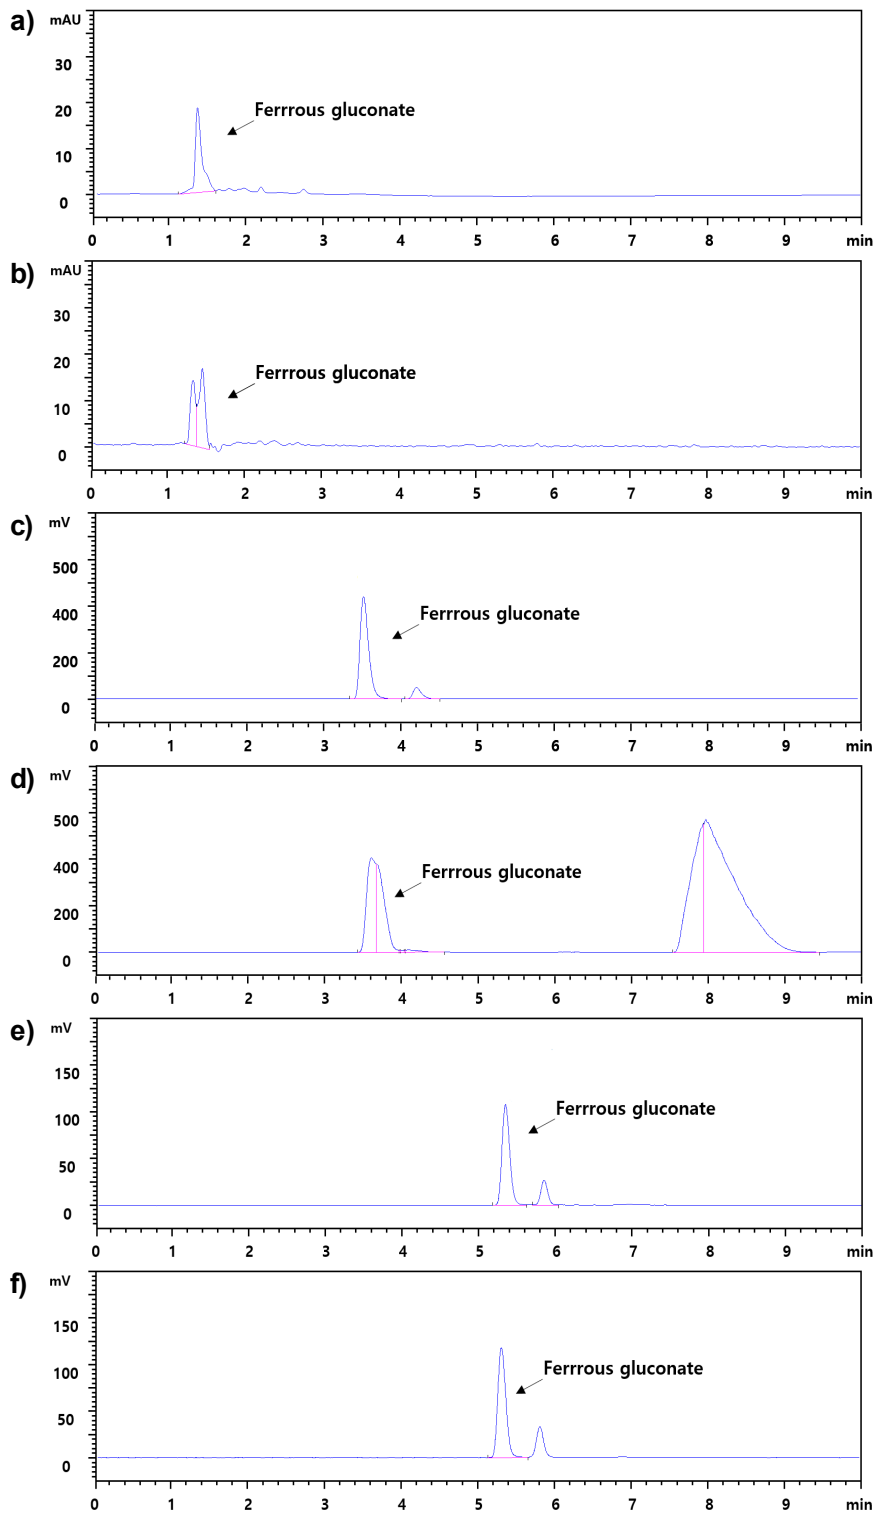 a) mAU
30
20
10
0
0 1 2 3 4 5 6 7 8 9 min
Ferrrous gluconate
b) mAU
30
20
10
0
0 1 2 3 4 5 6 7 8 9 min
Ferrrous gluconate
c) mV
500
400
200
0
0 1 2 3 4 5 6 7 8 9 min
Ferrrous gluconate
d) mV
500
400
200
0
0 1 2 3 4 5 6 7 8 9 min
Ferrrous gluconate
e) mV
150
100
50
0
0 1 2 3 4 5 6 7 8 9 min
Ferrrous gluconate
f) mV
150
100
50
0
0 1 2 3 4 5 6 7 8 9 min
Ferrrous gluconate